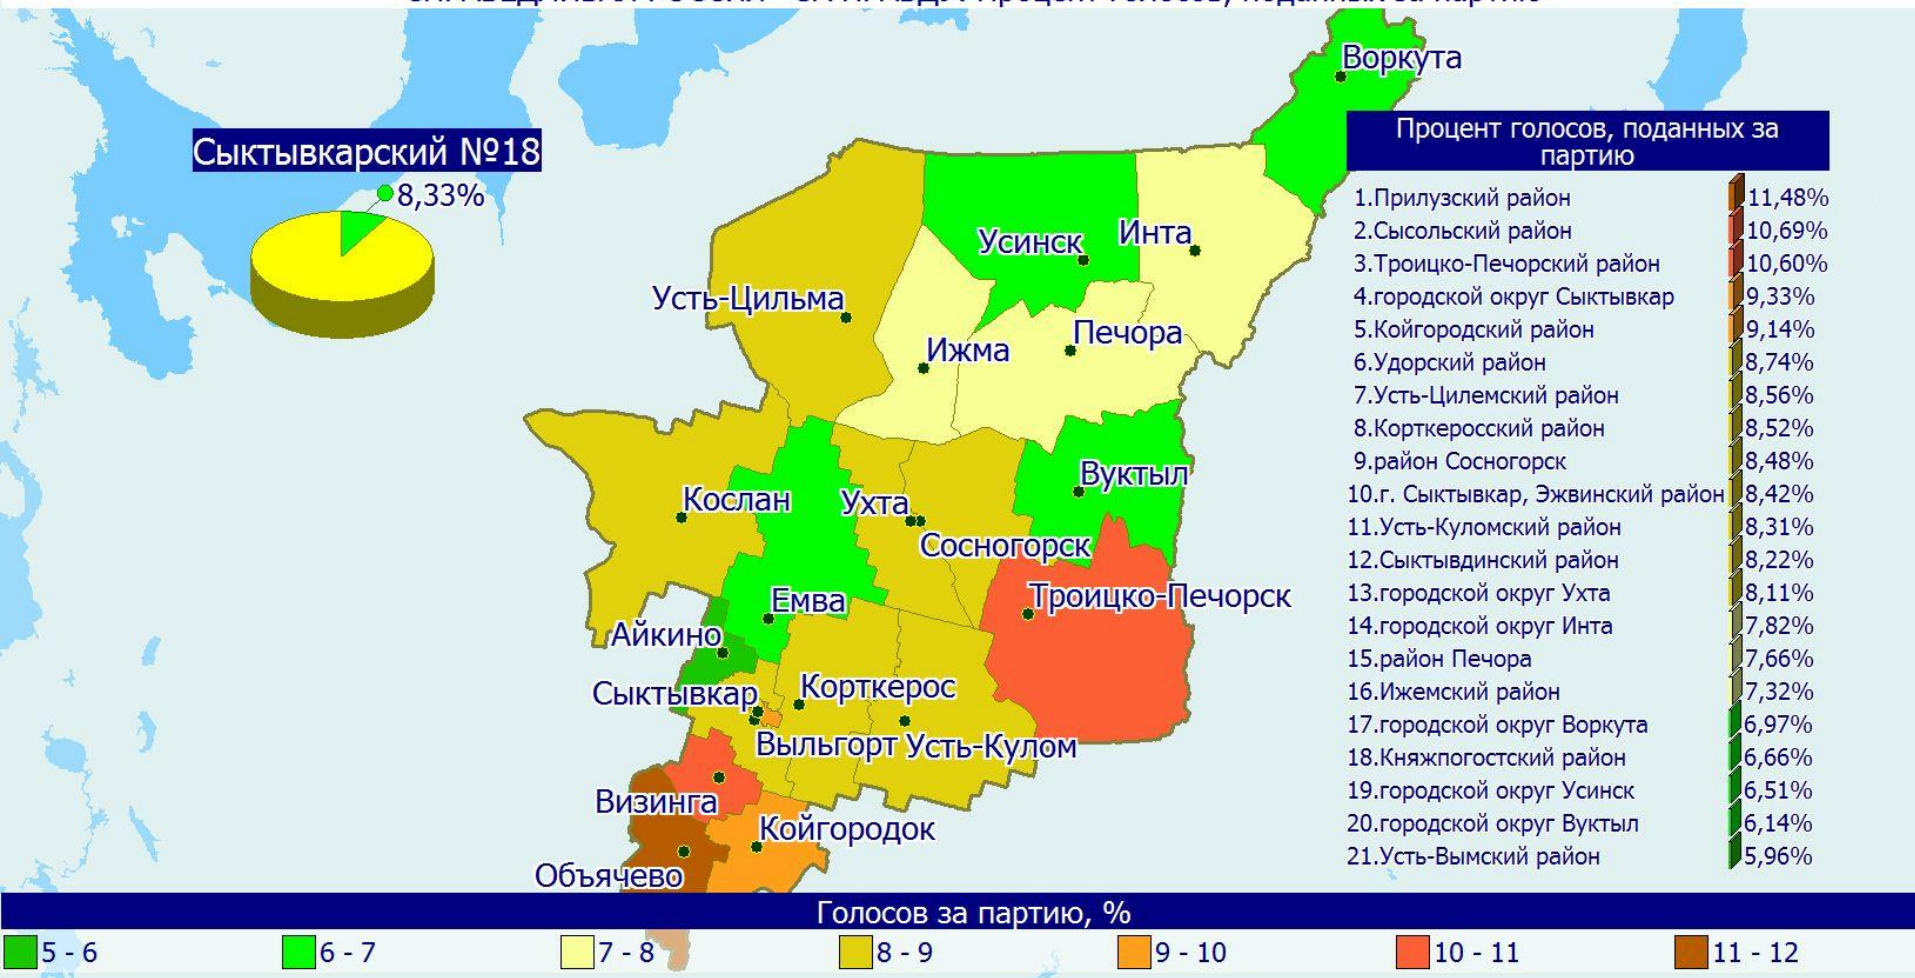 Воркута
Процент голосов, поданных за
партию
Сыктывкарский №18
8,33%
1.Прилузский район 11,48%
2.Сысольский район 10,69%
3.Троицко-Печорский район 10,60%
4.городской округ Сыктывкар 9,33%
5.Койгородский район 9,14%
6.Удорский район 8,74%
7.Усть-Цилемский район 8,56%
8.Корткеросский район 8,52%
9.район Сосногорск 8,48%
10.г. Сыктывкар, Эжвинский район 8,42%
11.Усть-Куломский район 8,31%
12.Сыктывдинский район 8,22%
13.городской округ Ухта 8,11%
14.городской округ Инта 7,82%
15.район Печора 7,66%
16.Ижемский район 7,32%
17.городской округ Воркута 6,97%
18.Княжпогостский район 6,66%
19.городской округ Усинск 6,51%
20.городской округ Вуктыл 6,14%
21.Усть-Вымский район 5,96%
Усинск
Инта
Усть-Цильма
Ижма
Печора
Кослан
Ухта
Вуктыл
Сосногорск
Емва
Троицко-Печорск
Айкино
Сыктывкар
Корткерос
Выльгорт
Усть-Кулом
Визинга
Койгородок
Объячево
Голосов за партию, %
5 - 6
6 - 7
7 - 8
8 - 9
9 - 10
10 - 11
11 - 12